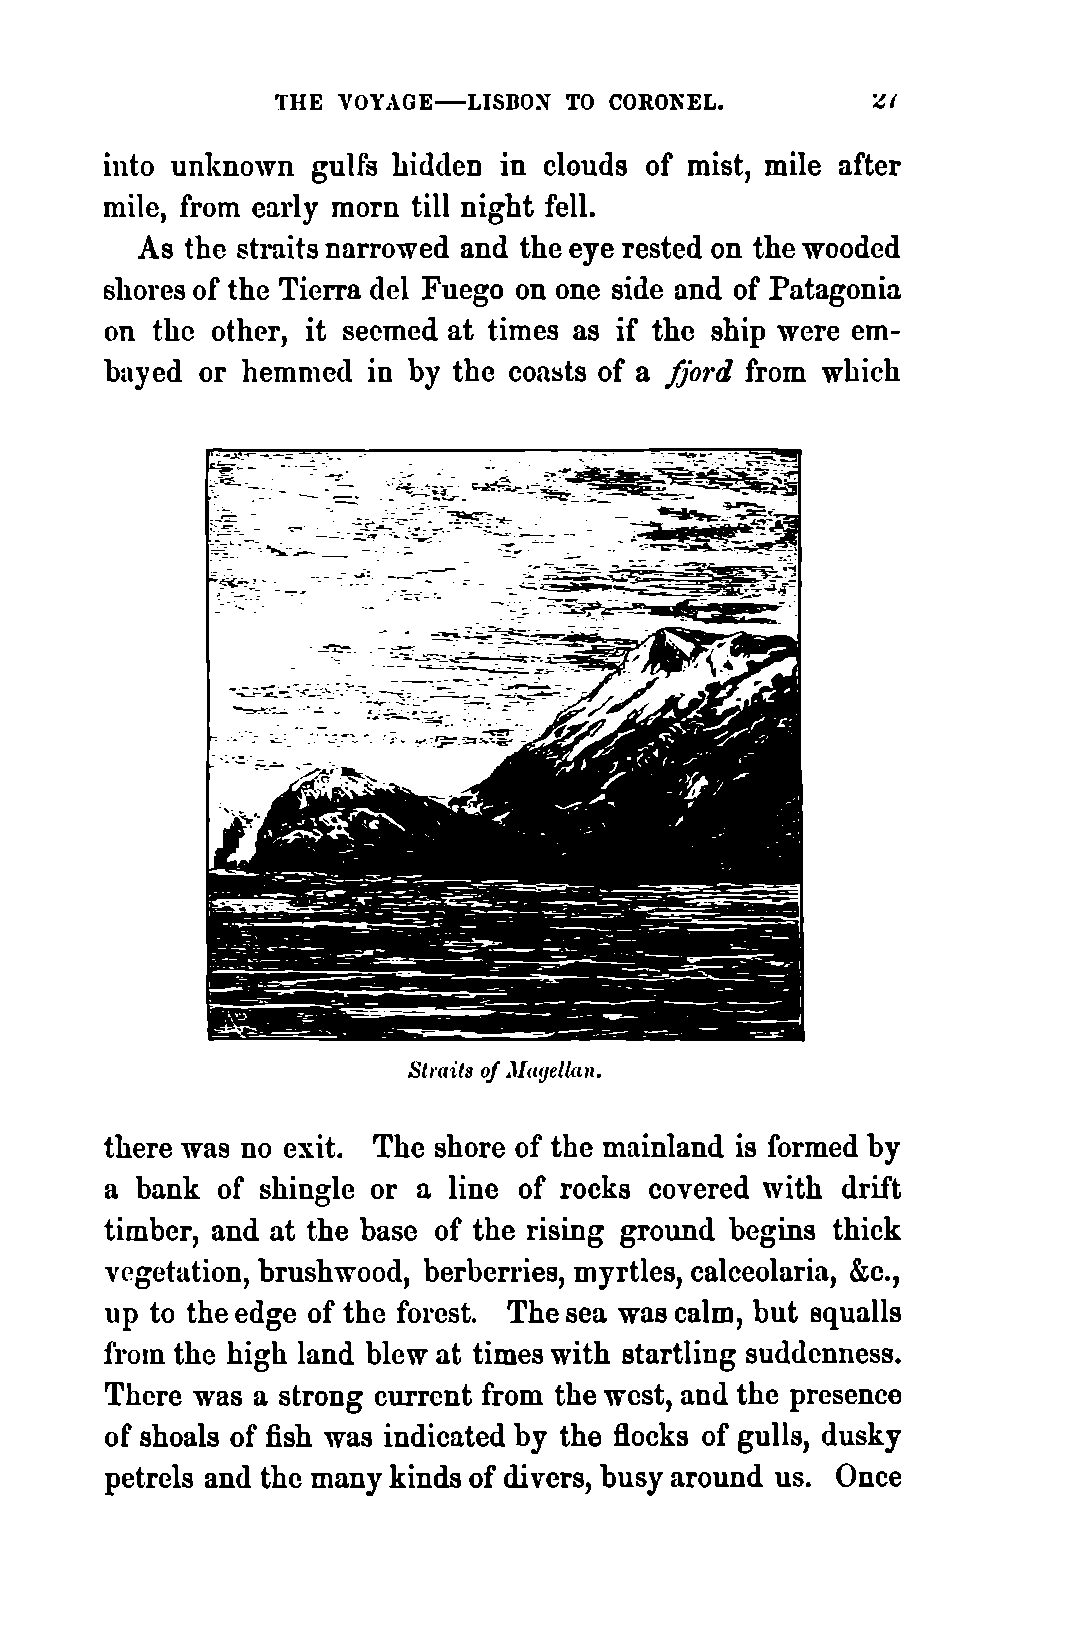 THE VOYAGE—LISBON TO CORONEL. 27
into unknown gulfs hidden in clouds of mist, mile after
mile, from early morn till night fell.
As the straits narrowed and the eye rested on the wooded
shores of the Tierra del Fuego on one side and of Patagonia
on the other, it seemed at times as if the ship were em-
bayed or hemmed in by the coasts of a fjord from which
Straits of Magellan.
there was no exit. The shore of the mainland is formed by
a bank of shingle or a line of rocks covered with drift
timber, and at the base of the rising ground begins thick
vegetation, brushwood, berberries, myrtles, calceolaria, &c.,
up to the edge of the forest. The sea was calm, but squalls
from the high land blew at times with startling suddenness.
There was a strong current from the west, and the presence
of shoals of fish was indicated by the flocks of gulls, dusky
petrels and the many kinds of divers, busy around us. Once